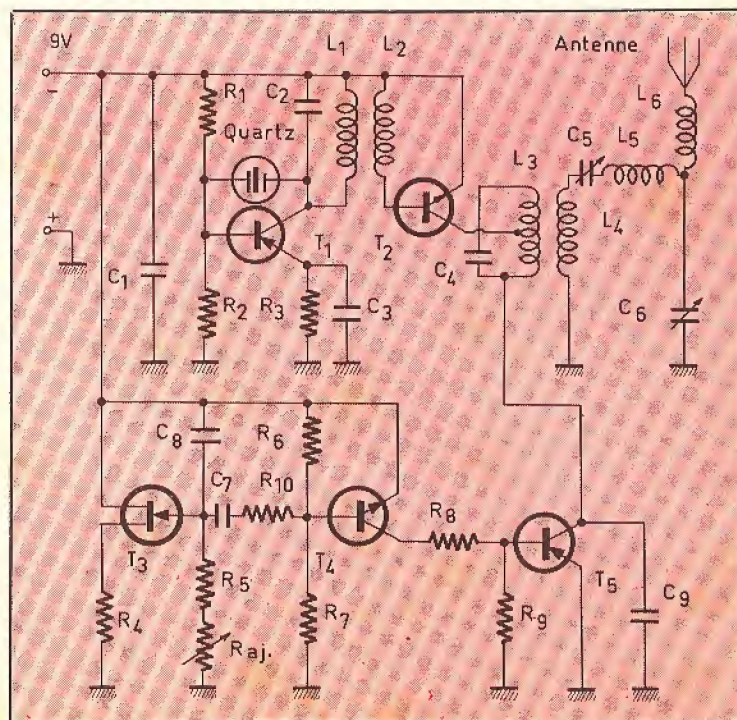 9V
-
+
Antenne
L1 L2
R1
C2
Quartz
L6
C5 L5
L3
L4
T1
T2
C4
C1
R2
R3
C3
C6
C8
R6
C7
R10
R8
T3
T4
T5
R5
R4
Raj.
R7
R9
C9